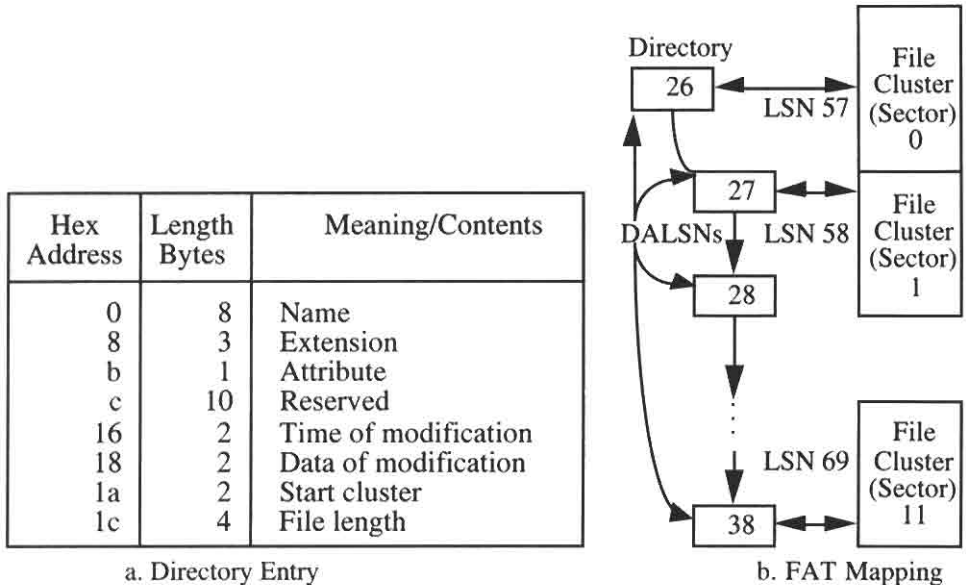 Hex Address
Length Bytes
Meaning/Contents
0 8 Name
8 3 Extension
b 1 Attribute
c 10 Reserved
16 2 Time of modification
18 2 Data of modification
1a 2 Start cluster
1c 4 File length
a. Directory Entry
Directory
26
LSN 57
File
Cluster
(Sector)
0
27
DALSNs
LSN 58
File
Cluster
(Sector)
1
28
LSN 69
38
File
Cluster
(Sector)
11
b. FAT Mapping